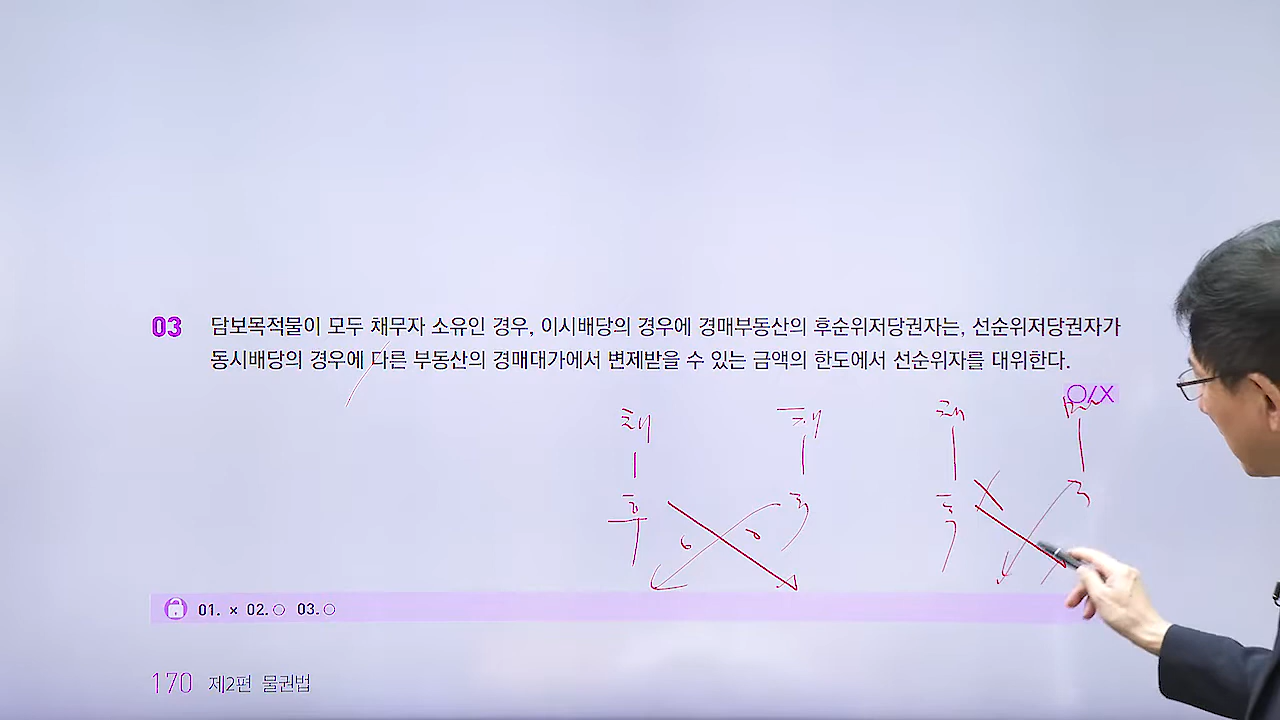 03 담보목적물이 모두 채무자 소유인 경우, 이시배당의 경우에 경매부동산의 후순위저당권자는, 선순위저당권자가
동시배당의 경우에 다른 부동산의 경매대가에서 변제받을 수 있는 금액의 한도에서 선순위자를 대위한다.
O/X
채 채 채
후 후 후
01. × 02. ○ 03. ○
170 제2편 물권법